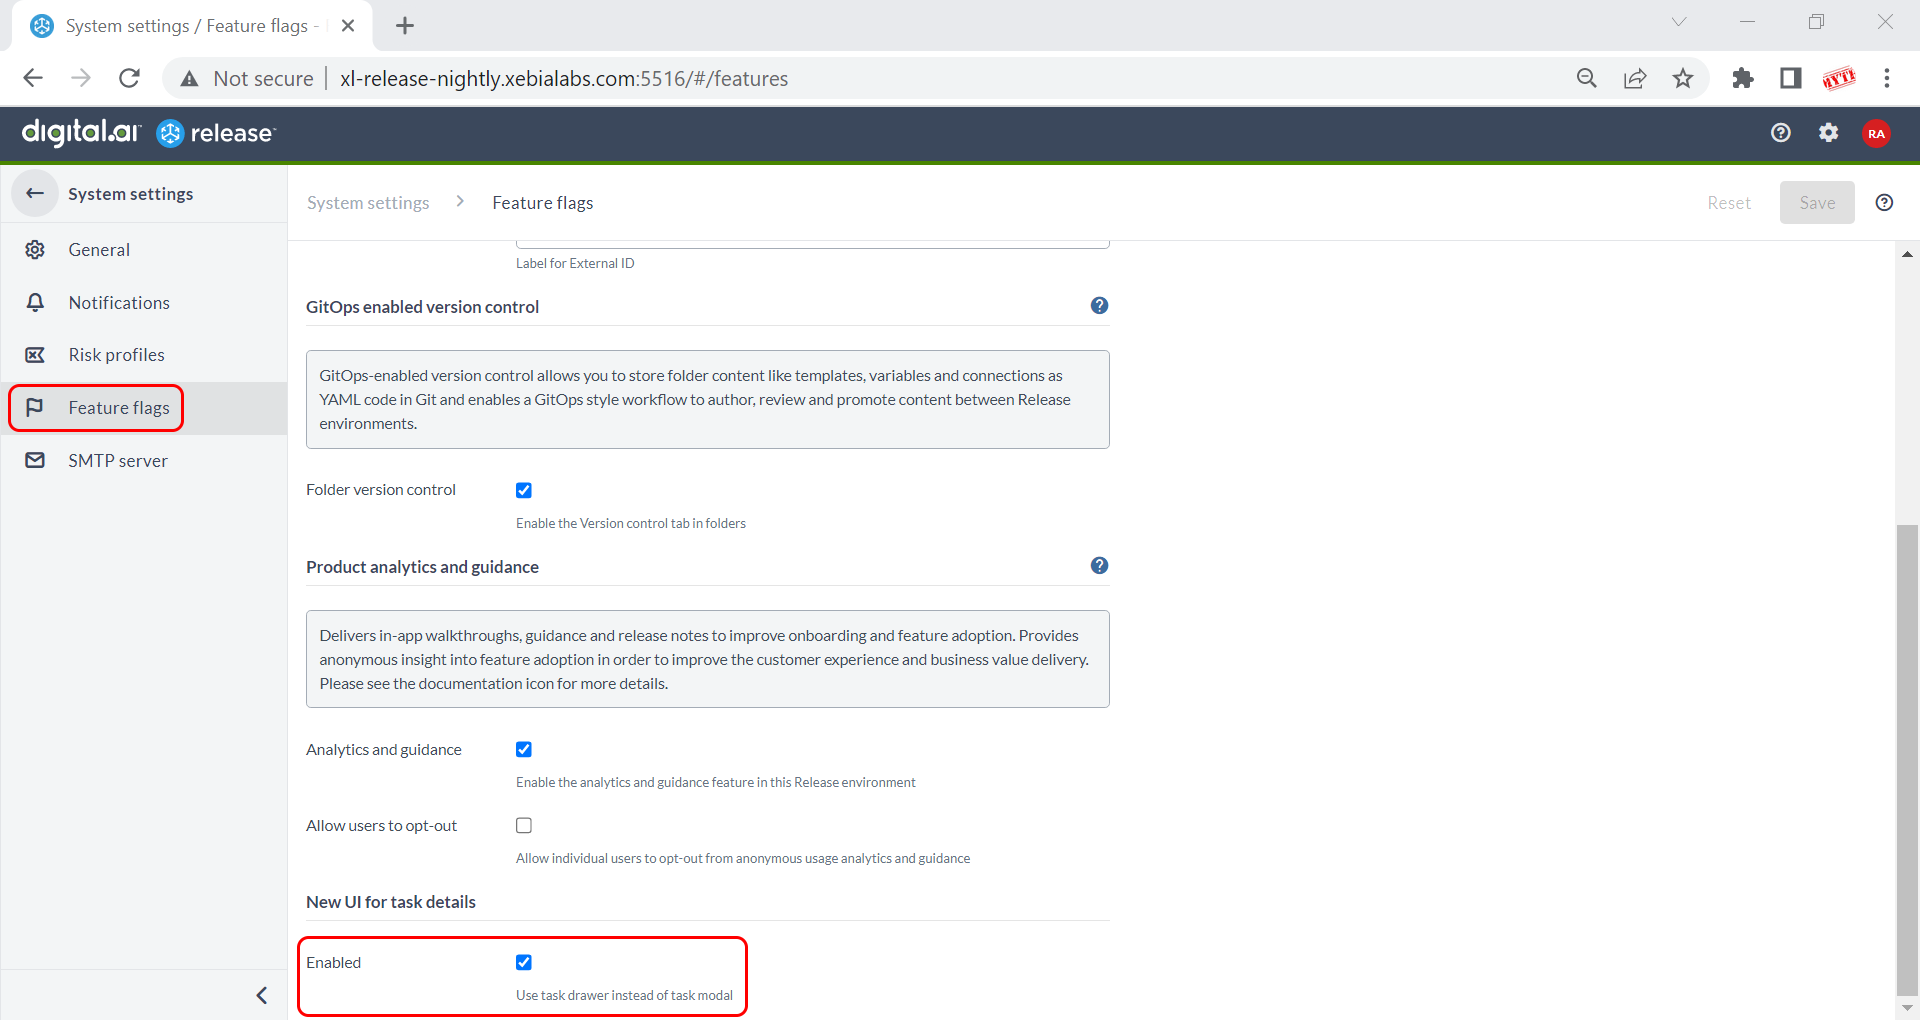 System settings / Feature flags -
Not secure
xl-release-nightly.xebialabs.com:5516/#/features
digital.ai release
RA
System settings
General
Notifications
Risk profiles
Feature flags
SMTP server
System settings > Feature flags
Reset
Save
Label for External ID
GitOps enabled version control
GitOps-enabled version control allows you to store folder content like templates, variables and connections as
YAML code in Git and enables a GitOps style workflow to author, review and promote content between Release
environments.
Folder version control
Enable the Version control tab in folders
Product analytics and guidance
Delivers in-app walkthroughs, guidance and release notes to improve onboarding and feature adoption. Provides
anonymous insight into feature adoption in order to improve the customer experience and business value delivery.
Please see the documentation icon for more details.
Analytics and guidance
Enable the analytics and guidance feature in this Release environment
Allow users to opt-out
Allow individual users to opt-out from anonymous usage analytics and guidance
New UI for task details
Enabled
Use task drawer instead of task modal